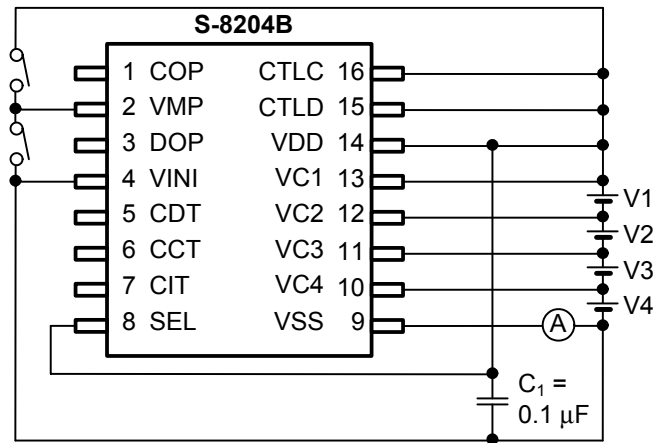 S-8204B
1 COP CTLC 16
2 VMP CTLD 15
3 DOP VDD 14
4 VINI VC1 13
5 CDT VC2 12
6 CCT VC3 11
7 CIT VC4 10
8 SEL VSS 9
V1
V2
V3
V4
A
C₁ =
0.1 µF